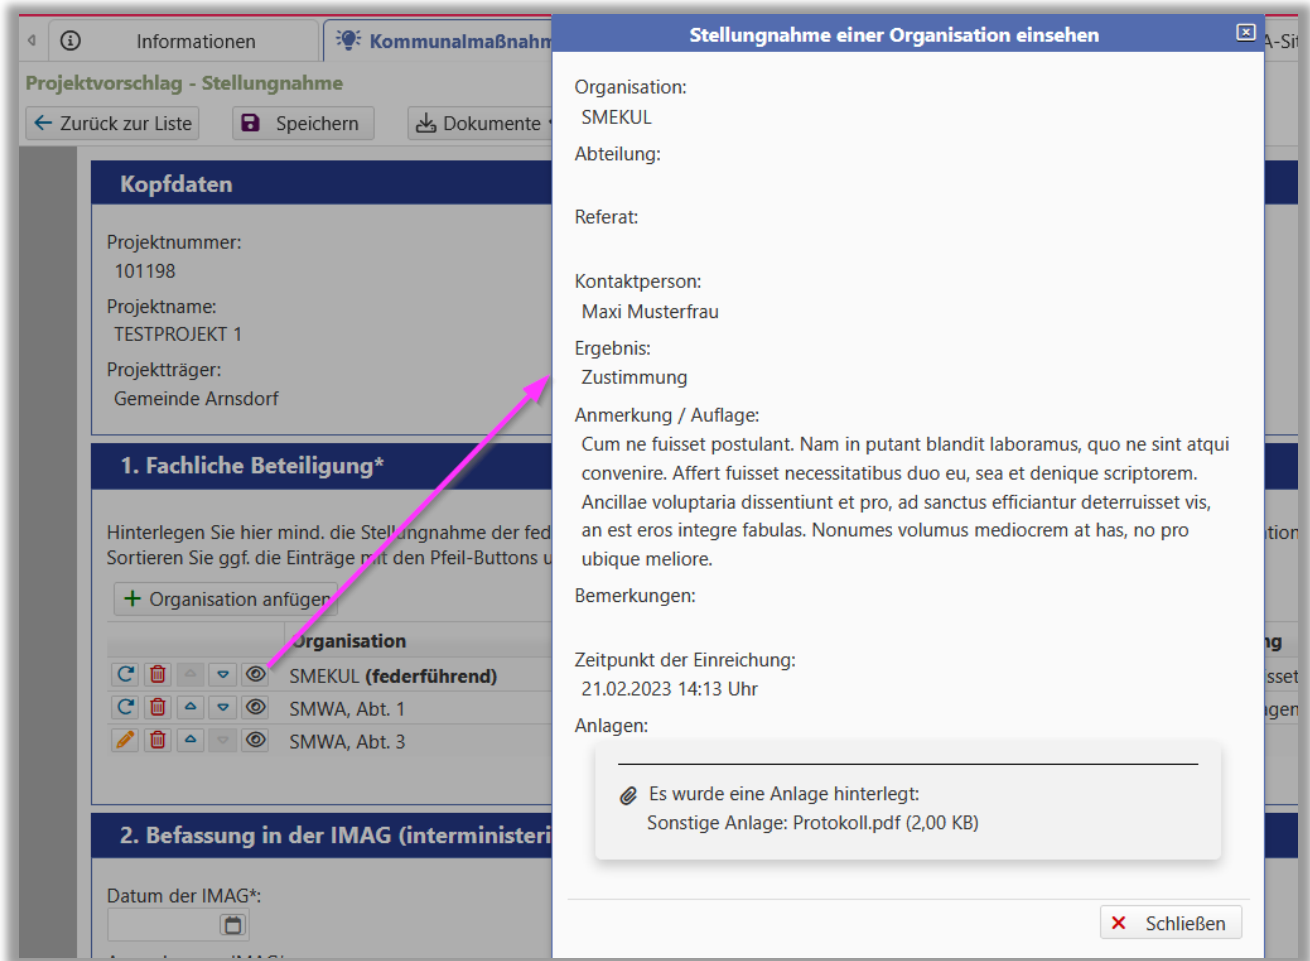 Informationen
Kommunalmaßnahm
Projektvorschlag - Stellungnahme
Zurück zur Liste
Speichern
Dokumente
Kopfdaten
Projektnummer:
101198
Projektname:
TESTPROJEKT 1
Projektträger:
Gemeinde Arnsdorf
1. Fachliche Beteiligung*
Hinterlegen Sie hier mind. die Stellungnahme der fed
Sortieren Sie ggf. die Einträge mit den Pfeil-Buttons u
+ Organisation anfügen
Organisation
SMEKUL (federführend)
SMWA, Abt. 1
SMWA, Abt. 3
2. Befassung in der IMAG (interministeri
Datum der IMAG*:
Stellungnahme einer Organisation einsehen
Organisation:
SMEKUL
Abteilung:
Referat:
Kontaktperson:
Maxi Musterfrau
Ergebnis:
Zustimmung
Anmerkung / Auflage:
Cum ne fuisset postulant. Nam in putant blandit laboramus, quo ne sint atqui
convenire. Affert fuisset necessitatibus duo eu, sea et denique scriptorem.
Ancillae voluptaria dissentiunt et pro, ad sanctus efficiantur deterruisset vis,
an est eros integre fabulas. Nonumes volumus mediocrem at has, no pro
ubique meliore.
Bemerkungen:
Zeitpunkt der Einreichung:
21.02.2023 14:13 Uhr
Anlagen:
Es wurde eine Anlage hinterlegt:
Sonstige Anlage: Protokoll.pdf (2,00 KB)
Schließen
A-Sit
tion
ng
sset
gen